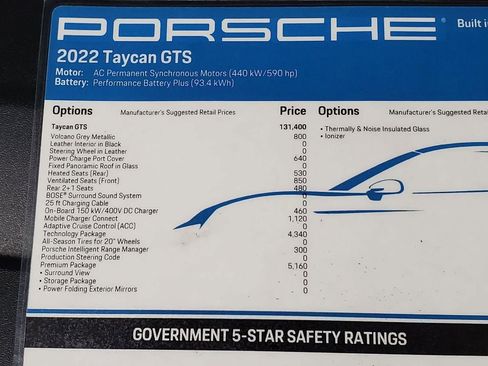 PORSCHE
Built in
2022 Taycan GTS
Motor: AC Permanent Synchronous Motors (440 kW/590 hp)
Battery: Performance Battery Plus (93.4 kWh)
Options Manufacturer's Suggested Retail Prices Price
Taycan GTS 131,400
Volcano Grey Metallic 800
Leather Interior in Black 0
Steering Wheel in Leather 0
Power Charge Port Cover 640
Fixed Panoramic Roof in Glass 0
Heated Seats (Rear) 530
Ventilated Seats (Front) 850
Rear 2+1 Seats 480
BOSE® Surround Sound System 0
25 ft Charging Cable 0
On-Board 150 kW/400V DC Charger 460
Mobile Charger Connect 1,120
Adaptive Cruise Control (ACC) 0
Technology Package 4,340
All-Season Tires for 20" Wheels 0
Porsche Intelligent Range Manager 300
Production Steering Code 0
Premium Package 5,160
• Surround View 0
• Storage Package 0
• Power Folding Exterior Mirrors 0
Options Manufacturer's Suggested Retail
• Thermally & Noise Insulated Glass
• Ionizer
GOVERNMENT 5-STAR SAFETY RATINGS